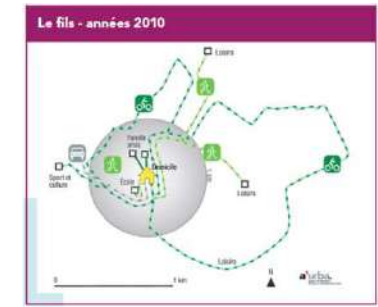 Le fils - années 2010
Loisirs
Famille
amis
Domicile
École
Sport et
culture
Loisirs
Loisirs
0
1 km
N
a'urba